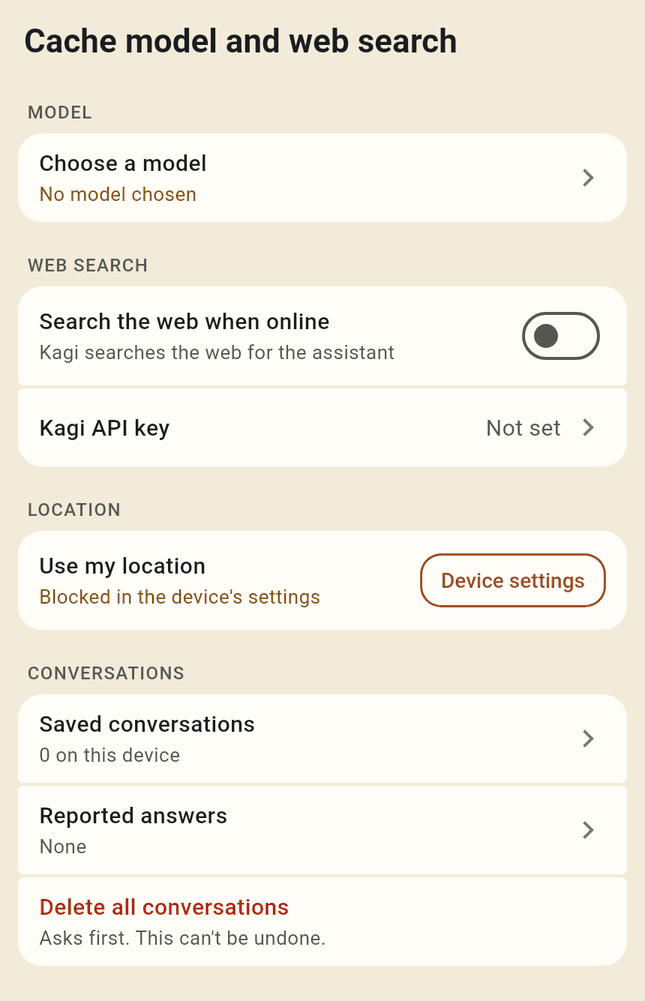 Cache model and web search
MODEL
Choose a model
No model chosen
WEB SEARCH
Search the web when online
Kagi searches the web for the assistant
Kagi API key
Not set
LOCATION
Use my location
Blocked in the device's settings
Device settings
CONVERSATIONS
Saved conversations
0 on this device
Reported answers
None
Delete all conversations
Asks first. This can't be undone.